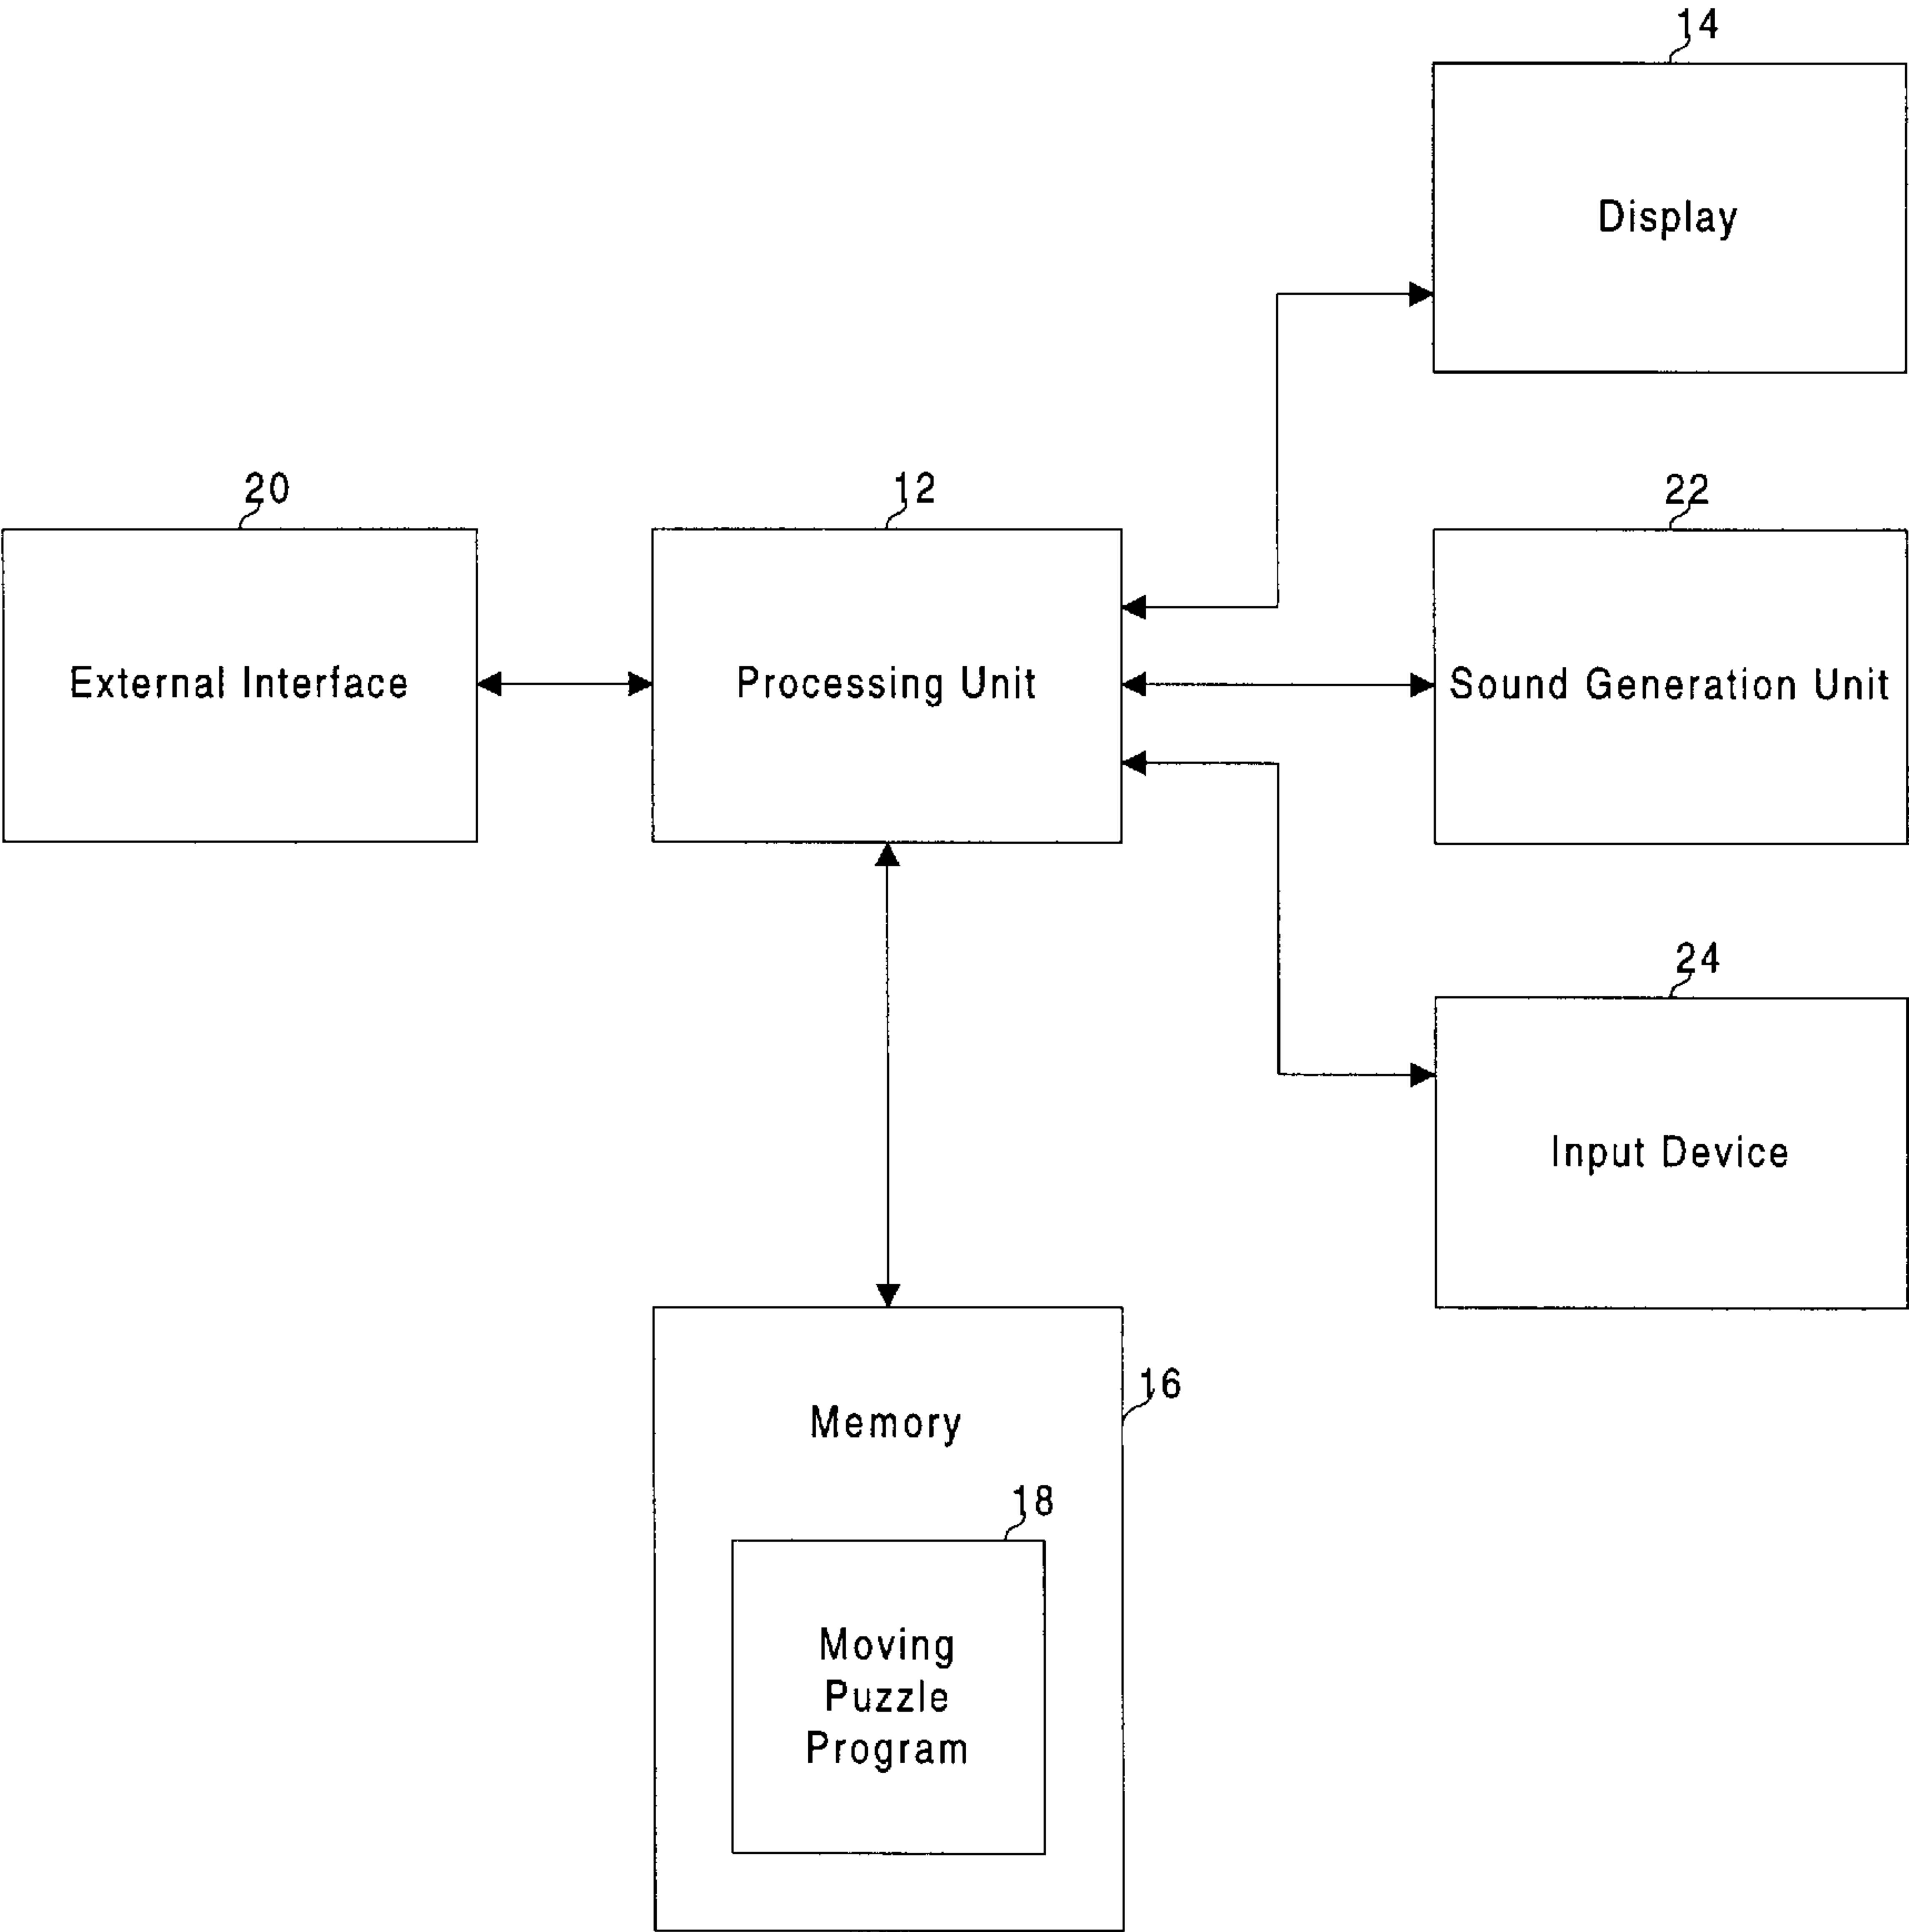 14
Display
20
12
22
External Interface
Processing Unit
Sound Generation Unit
24
Input Device
16
Memory
18
Moving
Puzzle
Program